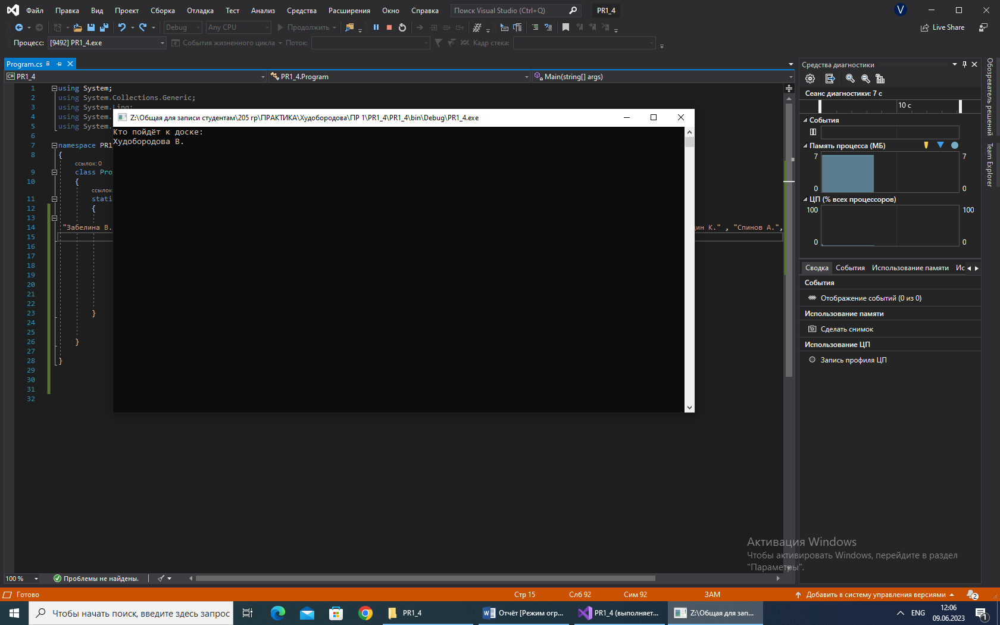 Файл Правка Вид Проект Сборка Отладка Тест Анализ Средства Расширения Окно Справка Поиск Visual Studio (Ctrl+Q) PR1_4 V
Debug Any CPU Продолжить Live Share
Процесс: [9492] PR1_4.exe События жизненного цикла Поток: Кадр стека:
Program.cs
PR1_4 PR1_4.Program Main(string[] args)
1 using System;
2 using System.Collections.Generic;
3 using System.Linq;
4 using System.
5 using System.
6
7 namespace PR1
8 {
ссылок: 0
9 class Pro
10 {
ссылок:
11 stati
12 {
13
14 "Забелина В. ин К." , "Спинов А.",
15
16
17
18
19
20
21
22
23 }
24
25
26 }
27
28 }
29
30
31
32
Z:\Общая для записи студентам\205 гр\ПРАКТИКА\Худобородова\ПР 1\PR1_4\PR1_4\bin\Debug\PR1_4.exe
Кто пойдёт к доске:
Худобородова В.
Средства диагностики
Сеанс диагностики: 7 с
10 с
События
Память процесса (МБ)
7 7
0 0
ЦП (% всех процессоров)
100 100
0 0
Сводка События Использование памяти Ис
События
Отображение событий (0 из 0)
Использование памяти
Сделать снимок
Использование ЦП
Запись профиля ЦП
Обозреватель решений
Team Explorer
Активация Windows
Чтобы активировать Windows, перейдите в раздел
"Параметры".
100 % Проблемы не найдены.
Готово Стр 15 Слб 92 Сим 92 ЗАМ Добавить в систему управления версиями 2
Чтобы начать поиск, введите здесь запрос PR1_4 Отчёт [Режим огр... PR1_4 (выполняет... Z:\Общая для зап... ENG 12:06
09.06.2023 1